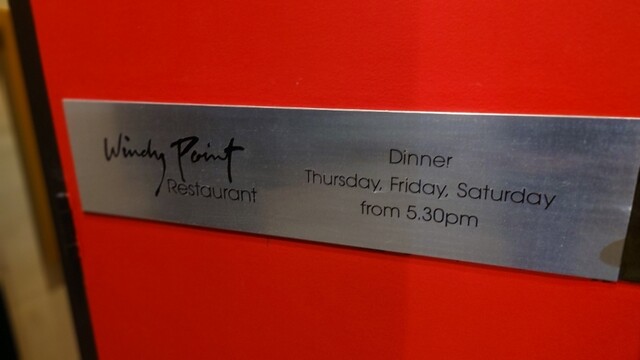 Windy Point
Restaurant
Dinner
Thursday, Friday, Saturday
from 5.30pm